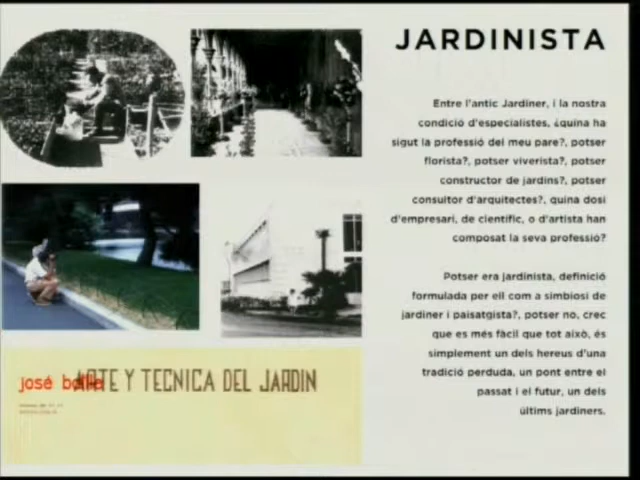 JARDINISTA
Entre l'antic Jardiner, i la nostra
condició d'especialistes, ¿quina ha
sigut la professió del meu pare?, potser
florista?, potser viverista?, potser
constructor de jardins?, potser
consultor d'arquitectes?, quina dosi
d'empresari, de científic, o d'artista han
composat la seva professió?
Potser era jardinista, definició
formulada per ell com a simbiosi de
jardiner i paisatgista?, potser no, crec
que es més fàcil que tot això, és
simplement un dels hereus d'una
tradició perduda, un pont entre el
passat i el futur, un dels
últims jardiners.
josé
ARTE Y TECNICA DEL JARDIN